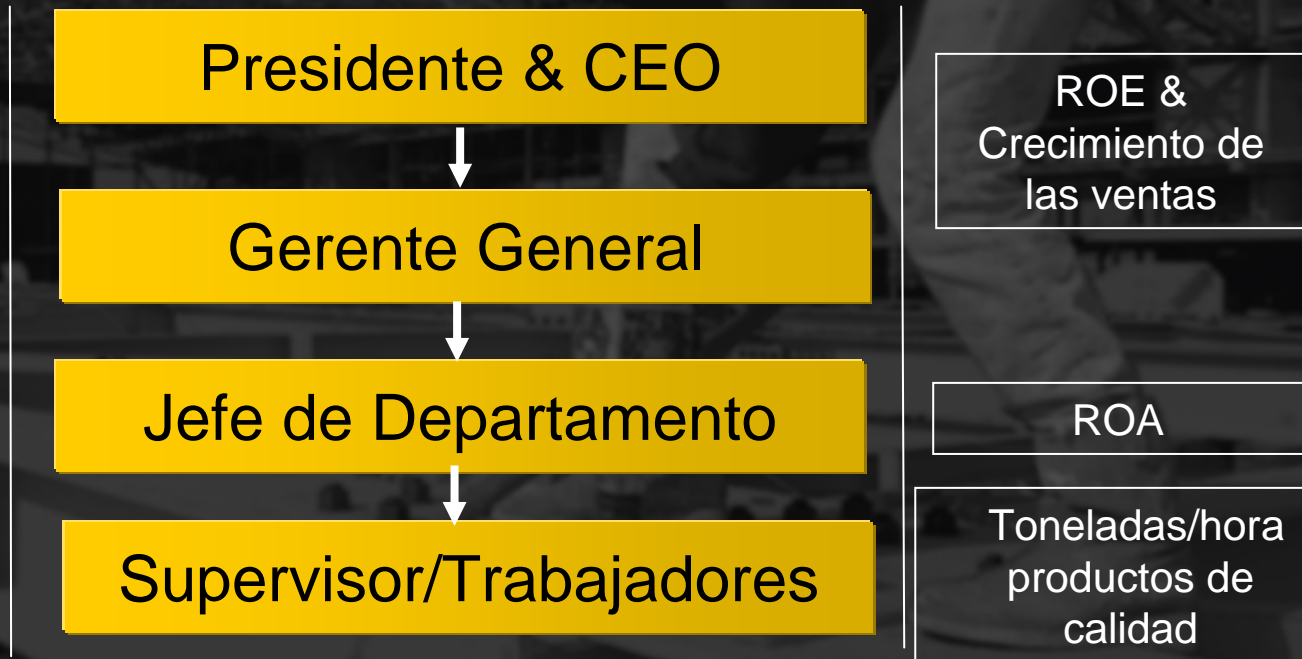 Presidente & CEO
Gerente General
Jefe de Departamento
Supervisor/Trabajadores
ROE &
Crecimiento de
las ventas
ROA
Toneladas/hora
productos de
calidad